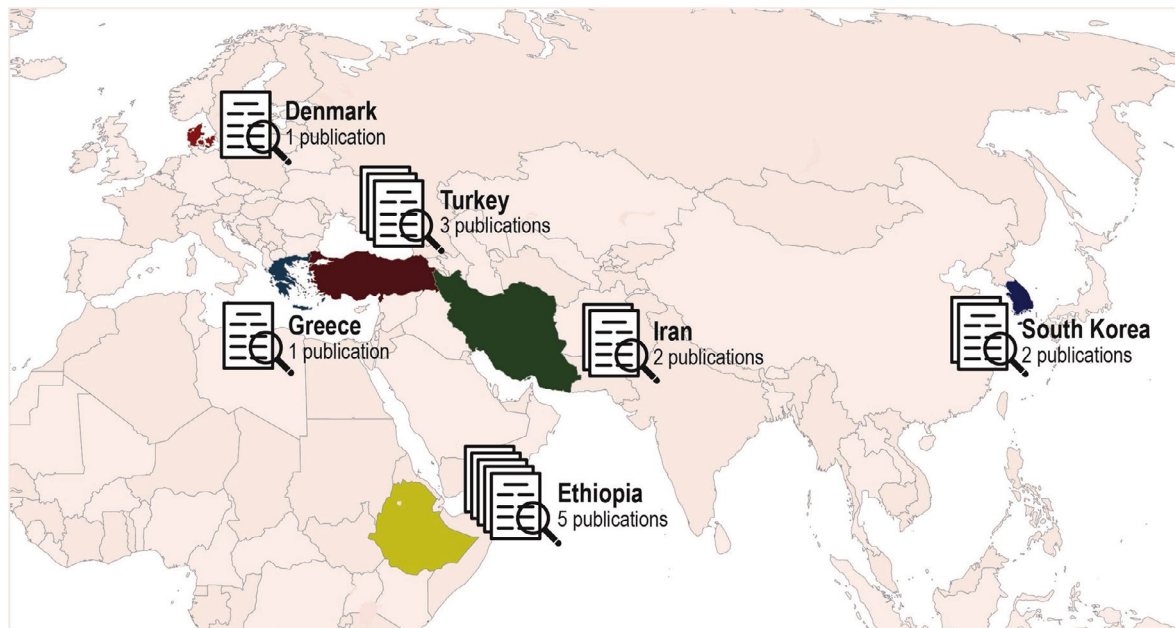 Denmark
1 publication
Turkey
3 publications
Greece
1 publication
Iran
2 publications
South Korea
2 publications
Ethiopia
5 publications